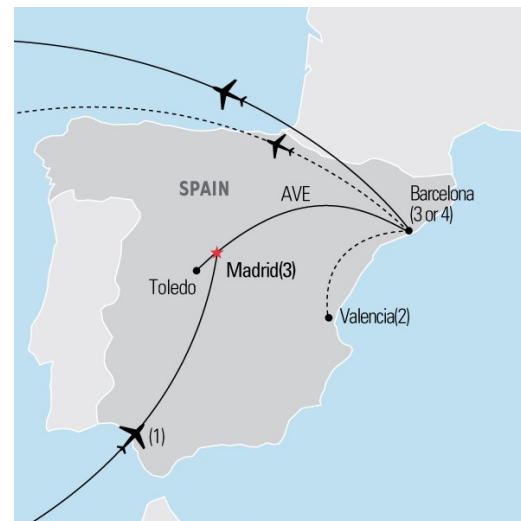 SPAIN
AVE
Barcelona
(3 or 4)
Madrid(3)
Toledo
Valencia(2)
(1)